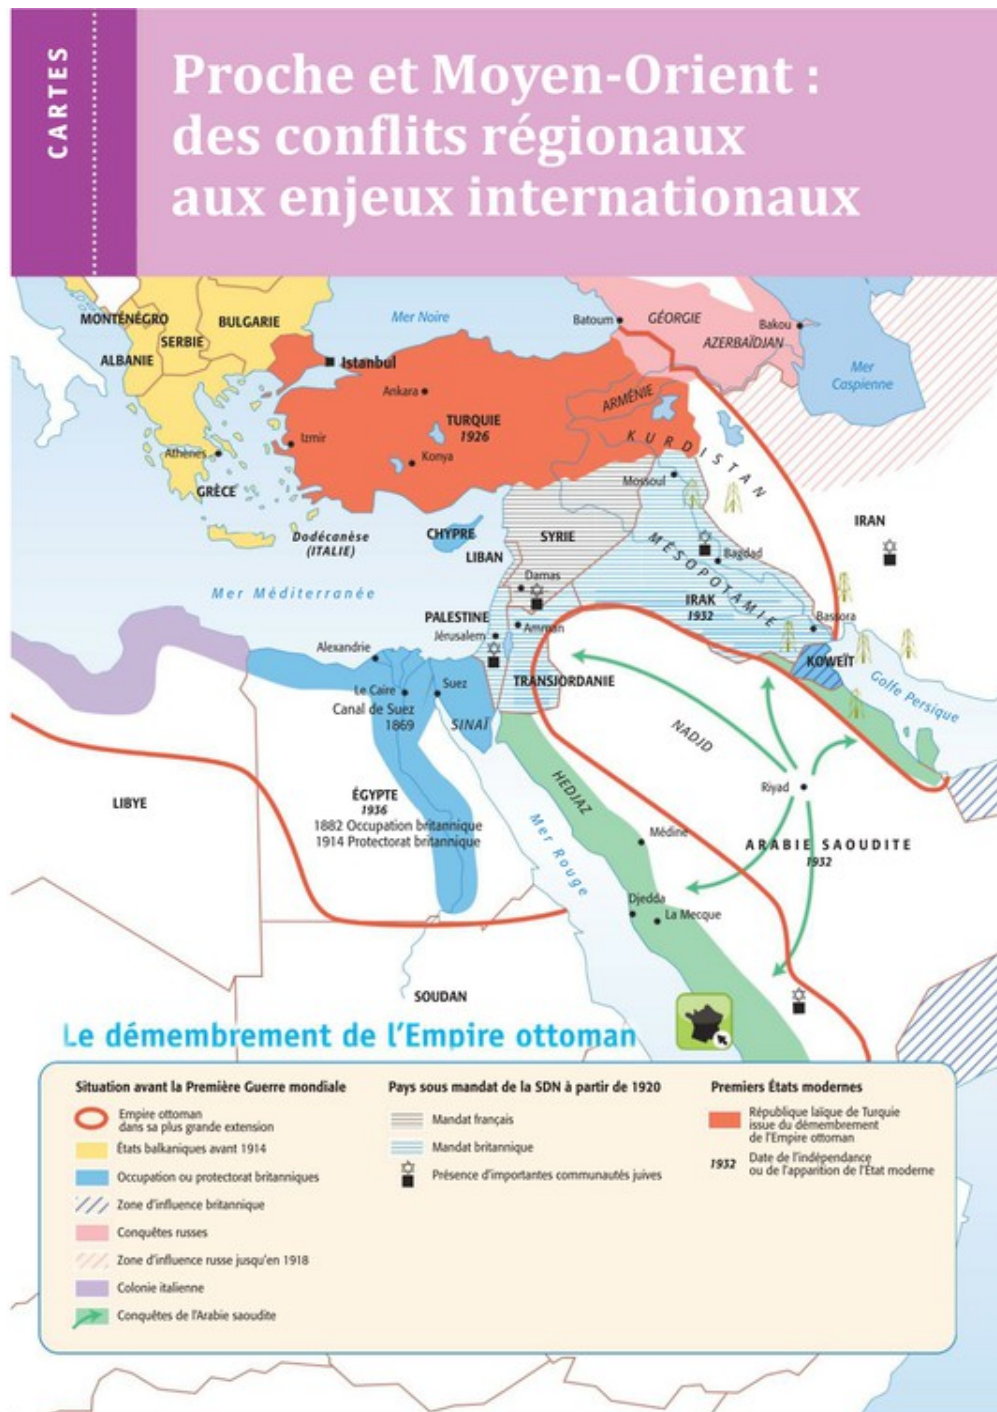 CARTES
Proche et Moyen-Orient :
des conflits régionaux
aux enjeux internationaux
MONTÉNÉGRO
SERBIE
BULGARIE
ALBANIE
Mer Noire
Batoum
GÉORGIE
Bakou
AZERBAÏDJAN
Mer
Caspienne
Istanbul
Ankara
ARMÉNIE
TURQUIE
1926
Izmir
Athènes
Konya
KURDISTAN
Mossoul
GRÈCE
IRAN
Dodécanèse
(ITALIE)
CHYPRE
SYRIE
LIBAN
Bagdad
MÉSOPOTAMIE
Damas
Mer Méditerranée
IRAK
1932
PALESTINE
Bassora
Jérusalem
Amman
Alexandrie
KOWEÏT
Le Caire
Suez
TRANSJORDANIE
Golfe Persique
Canal de Suez
1869
SINAÏ
NADJD
HEDJAZ
Riyad
LIBYE
ÉGYPTE
1936
1882 Occupation britannique
1914 Protectorat britannique
Mer Rouge
Médine
ARABIE SAOUDITE
1932
Djedda
La Mecque
SOUDAN
Le démembrement de l'Empire ottoman
Situation avant la Première Guerre mondiale
Empire ottoman
dans sa plus grande extension
États balkaniques avant 1914
Occupation ou protectorat britanniques
Zone d'influence britannique
Conquêtes russes
Zone d'influence russe jusqu'en 1918
Colonie italienne
Conquêtes de l'Arabie saoudite
Pays sous mandat de la SDN à partir de 1920
Mandat français
Mandat britannique
Présence d'importantes communautés juives
Premiers États modernes
République laïque de Turquie
issue du démembrement
de l'Empire ottoman
1932 Date de l'indépendance
ou de l'apparition de l'État moderne